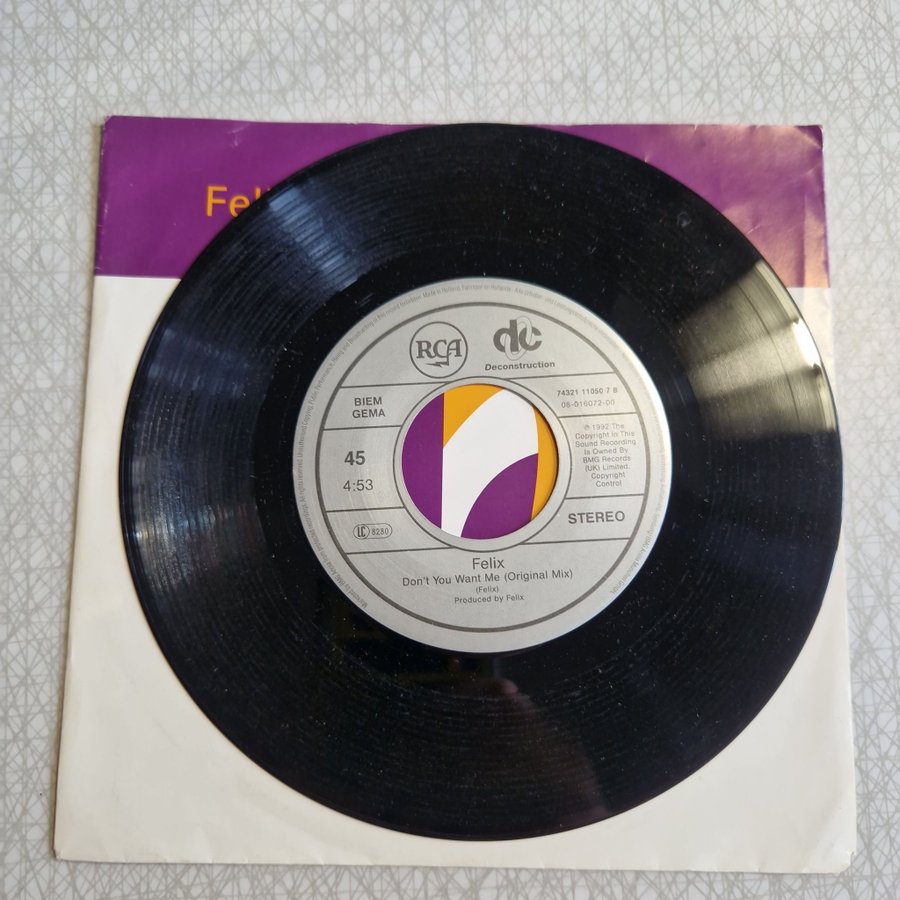 Fel
RCA
dc
Deconstruction
BIEM
GEMA
74321 11050 7 B
08-016072-00
45
4:53
℗ 1992 The
Copyright In This
Sound Recording
Is Owned By
BMG Records
(UK) Limited.
Copyright
Control
LC 8280
STEREO
Felix
Don't You Want Me (Original Mix)
(Felix)
Produced by Felix